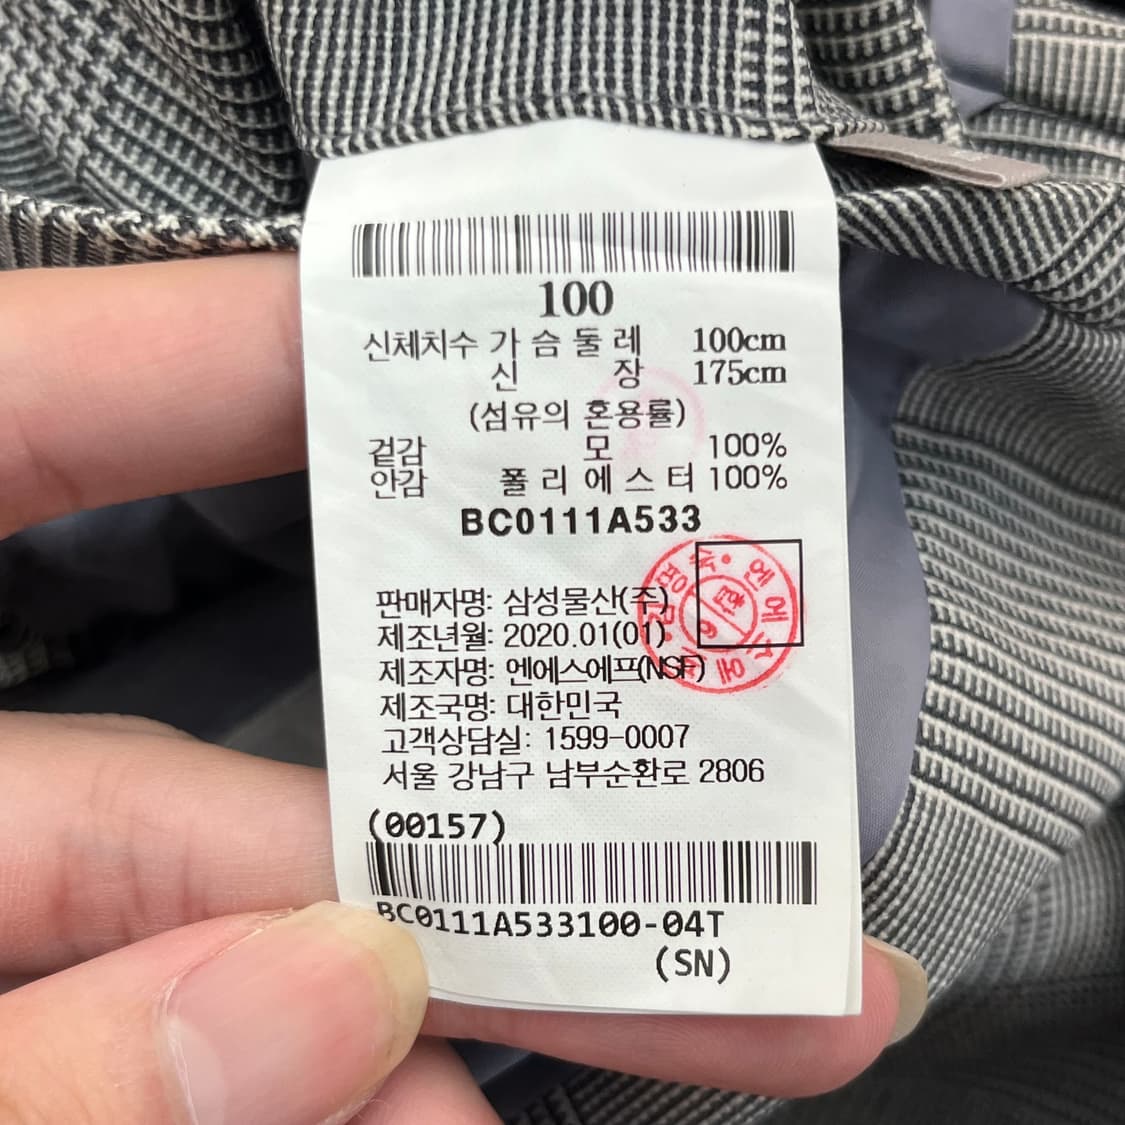 100
신체치수 가 슴 둘 레 100cm
신 장 175cm
(섬유의 혼용률)
겉감 모 100%
안감 폴 리 에 스 터 100%
BC0111A533
판매자명: 삼성물산(주)
제조년월: 2020.01(01)
제조자명: 엔에스에프(NSF)
제조국명: 대한민국
고객상담실: 1599-0007
서울 강남구 남부순환로 2806
(00157)
BC0111A533100-04T
(SN)